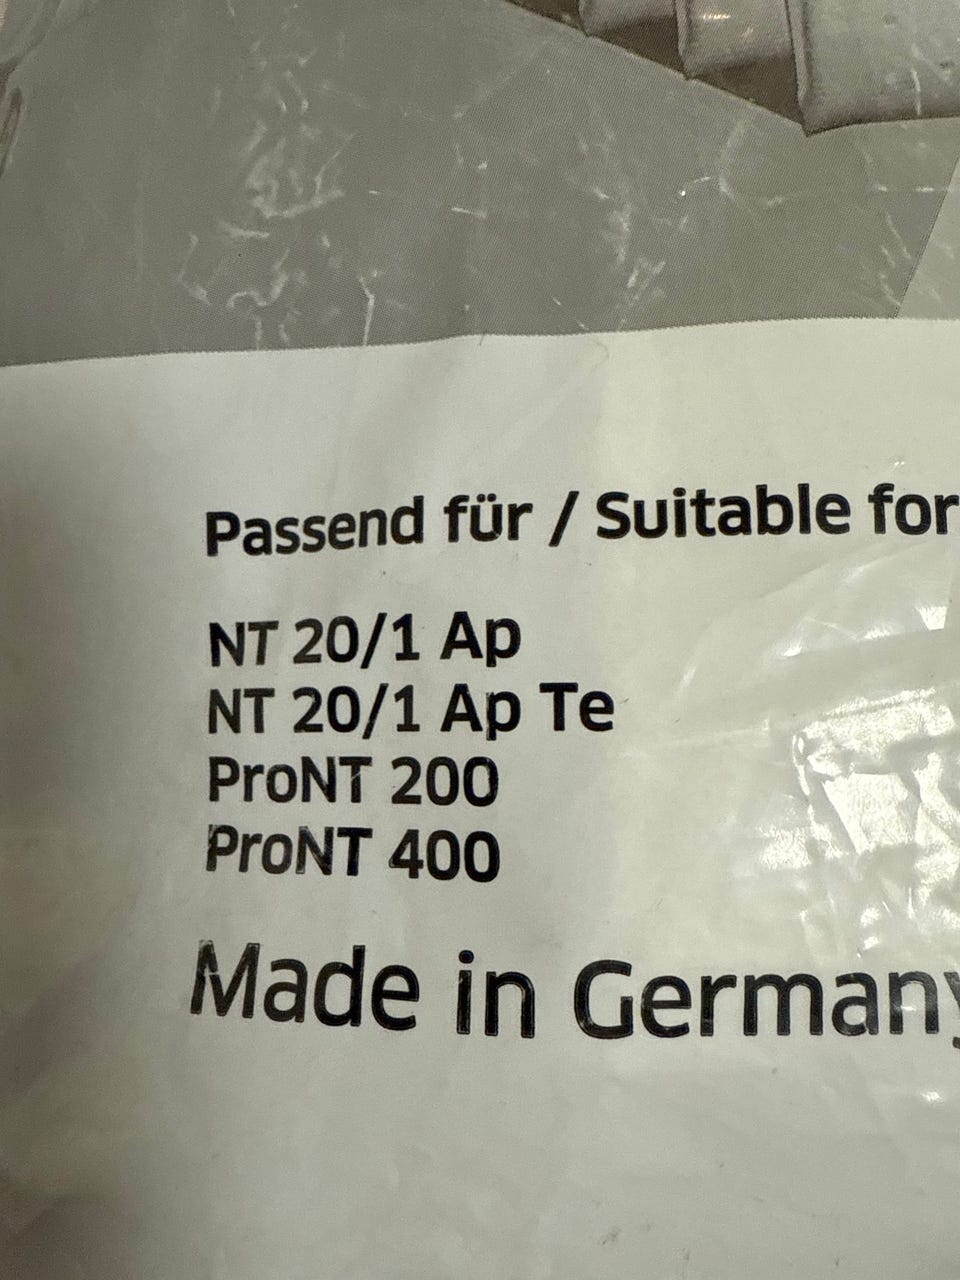 Passend für / Suitable for
NT 20/1 Ap
NT 20/1 Ap Te
ProNT 200
ProNT 400
Made in Germany